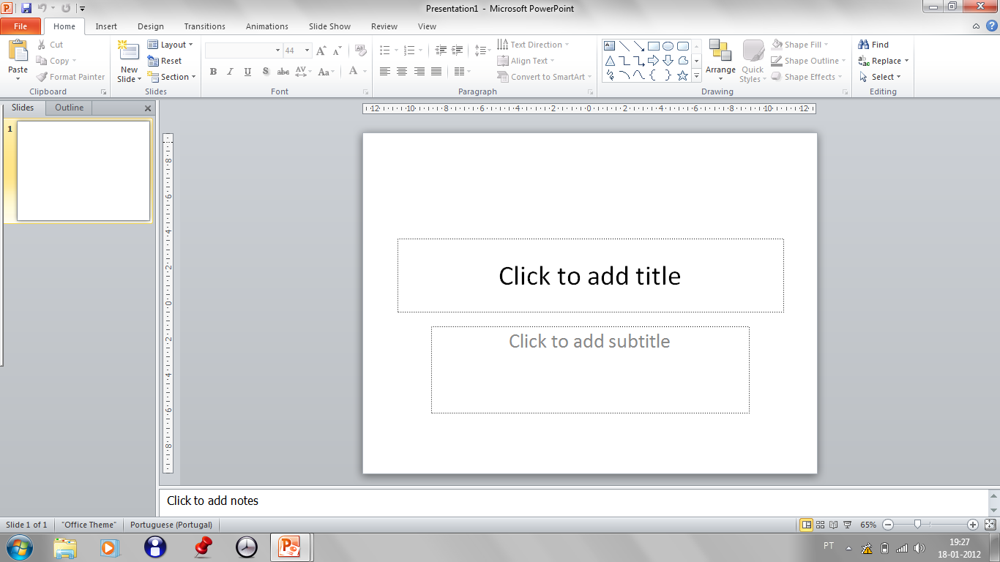 Presentation1 - Microsoft PowerPoint
File Home Insert Design Transitions Animations Slide Show Review View
Paste
Cut
Copy
Format Painter
Clipboard
New Slide
Layout
Reset
Section
Slides
44
B I U S abc AV Aa A
Font
Text Direction
Align Text
Convert to SmartArt
Paragraph
Arrange
Quick Styles
Shape Fill
Shape Outline
Shape Effects
Drawing
Find
Replace
Select
Editing
Slides Outline
12 10 8 6 4 2 0 2 4 6 8 10 12
1
8
6
4
2
0
2
4
6
8
Click to add title
Click to add subtitle
Click to add notes
Slide 1 of 1 "Office Theme" Portuguese (Portugal) 65%
PT 19:27
18-01-2012